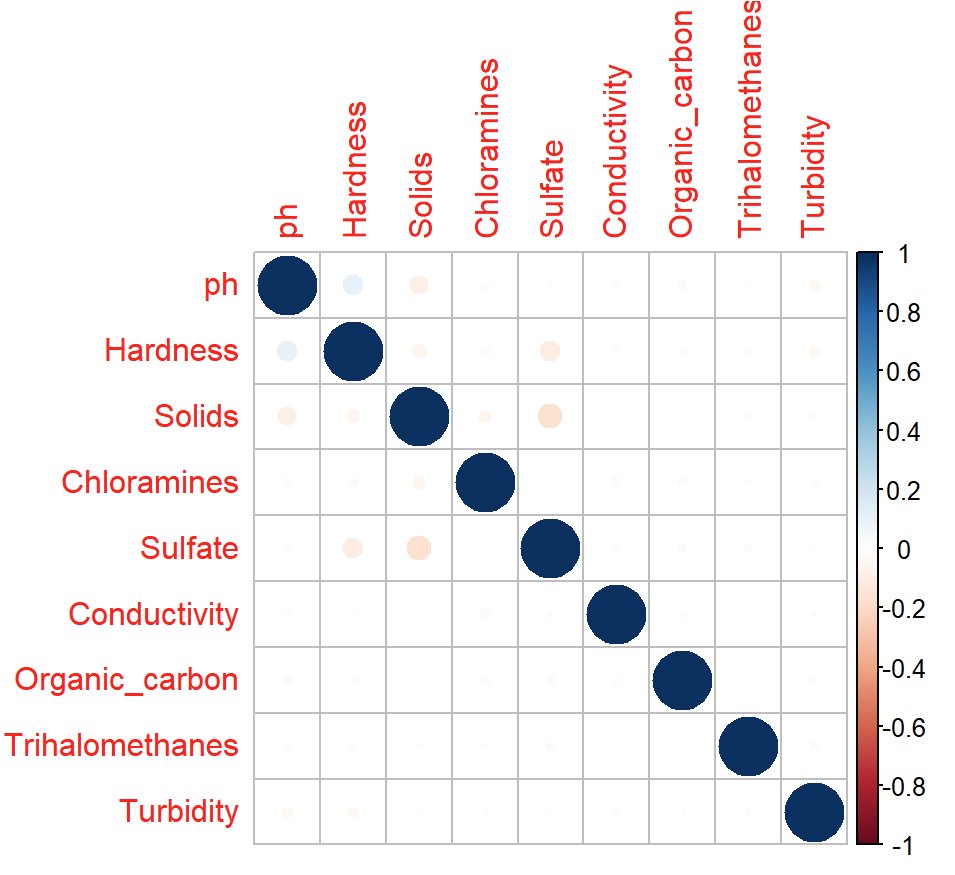 ph
Hardness
Solids
Chloramines
Sulfate
Conductivity
Organic_carbon
Trihalomethanes
Turbidity
ph
Hardness
Solids
Chloramines
Sulfate
Conductivity
Organic_carbon
Trihalomethanes
Turbidity
1
0.8
0.6
0.4
0.2
0
-0.2
-0.4
-0.6
-0.8
-1